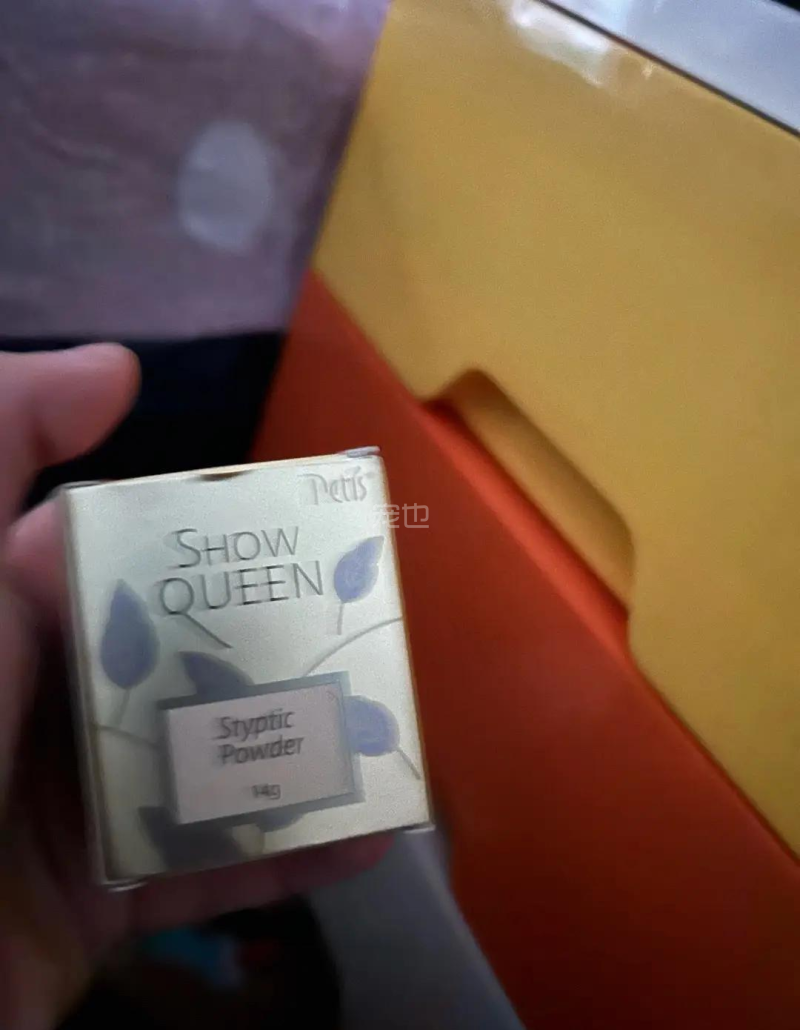 Petis
SHOW
QUEEN
Styptic
Powder
14g
宠也